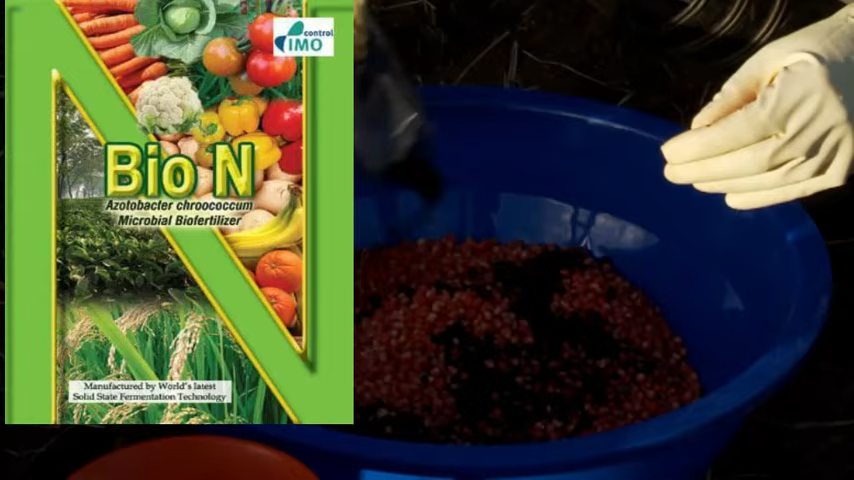 control
IMO
Bio N
Azotobacter chroococcum
Microbial Biofertilizer
Manufactured by World's latest
Solid State Fermentation Technology